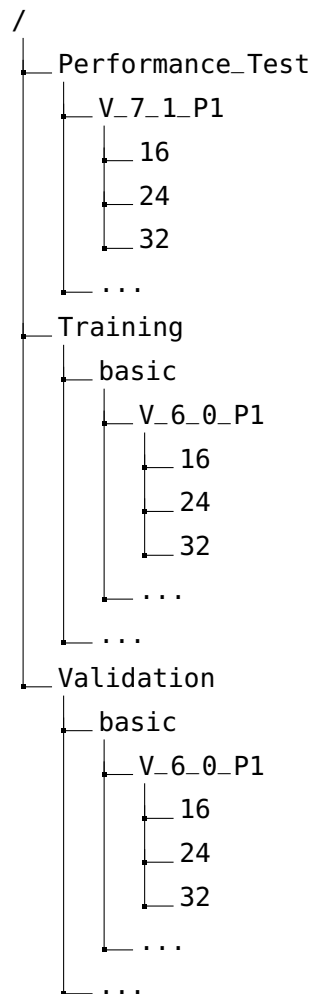 /
Performance_Test
V_7_1_P1
16
24
32
...
Training
basic
V_6_0_P1
16
24
32
...
...
Validation
basic
V_6_0_P1
16
24
32
...
...